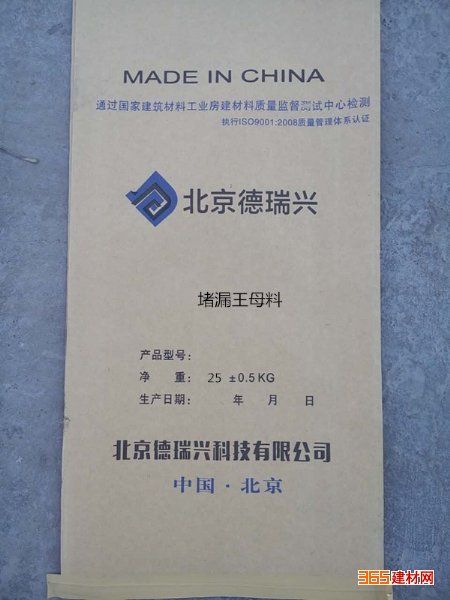 MADE IN CHINA
通过国家建筑材料工业房建材料质量监督测试中心检测
执行ISO9001:2008质量管理体系认证
北京德瑞兴
堵漏王母料
产品型号:
净 重: 25 ±0.5KG
生产日期: 年 月 日
北京德瑞兴科技有限公司
中国·北京
365建材网